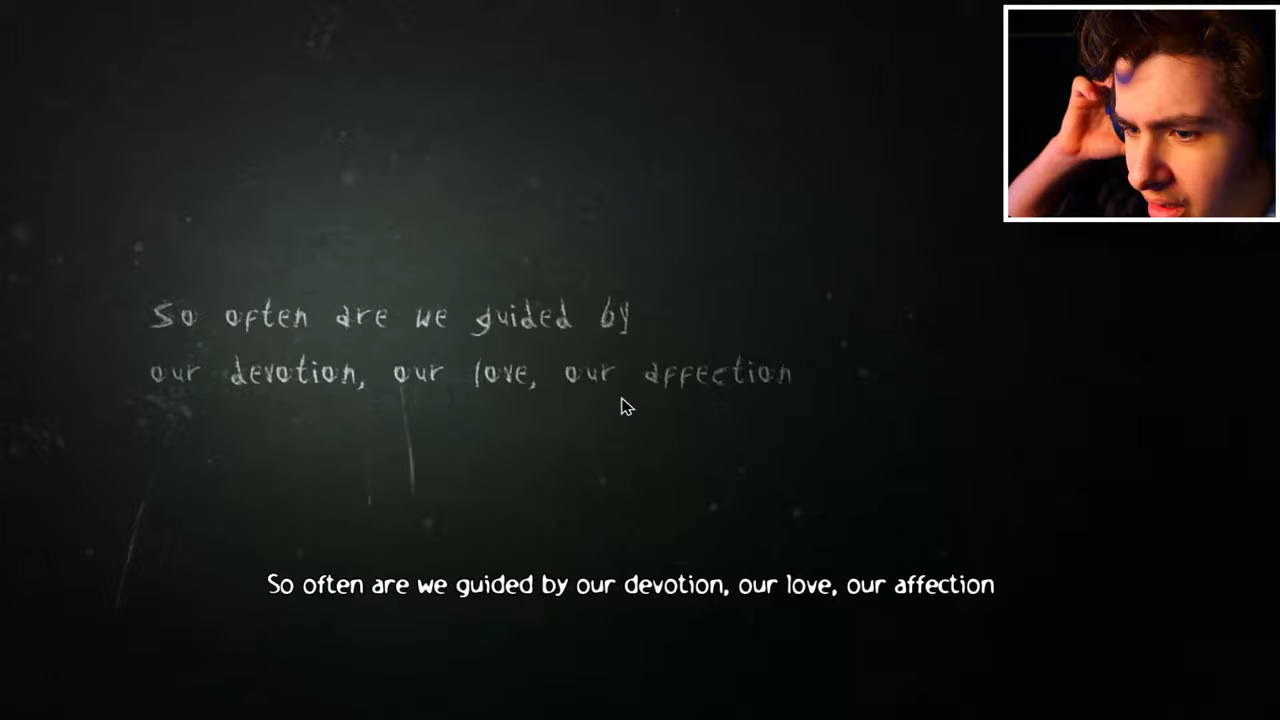 So often are we guided by
our devotion, our love, our affection
So often are we guided by our devotion, our love, our affection